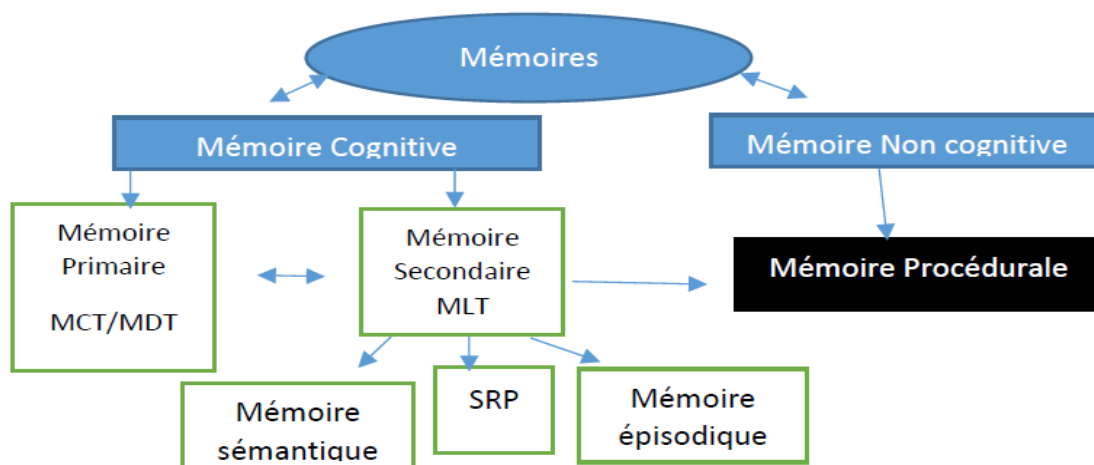 Mémoires
Mémoire Cognitive
Mémoire Non cognitive
Mémoire
Primaire
MCT/MDT
Mémoire
Secondaire
MLT
Mémoire Procédurale
Mémoire
sémantique
SRP
Mémoire
épisodique